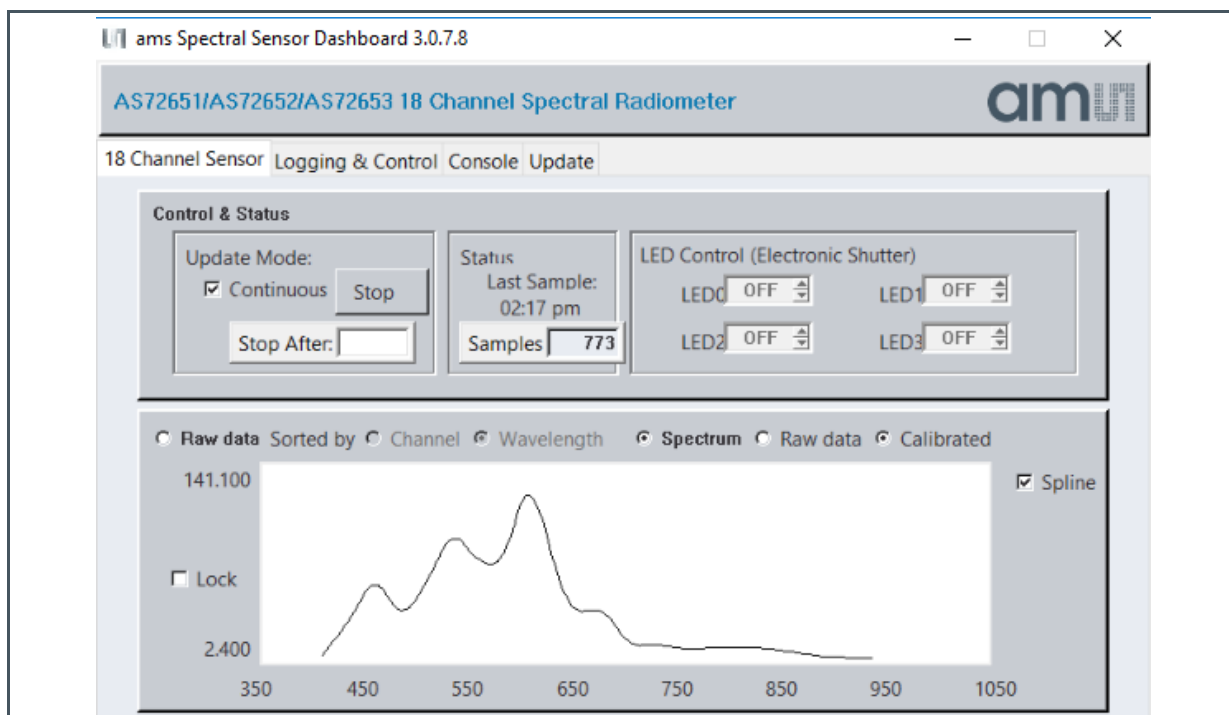 ams Spectral Sensor Dashboard 3.0.7.8
AS72651/AS72652/AS72653 18 Channel Spectral Radiometer
amu
18 Channel Sensor Logging & Control Console Update
Control & Status
Update Mode:
Continuous Stop
Stop After:
Status
Last Sample:
02:17 pm
Samples 773
LED Control (Electronic Shutter)
LED0 OFF LED1 OFF
LED2 OFF LED3 OFF
Raw data Sorted by Channel Wavelength Spectrum Raw data Calibrated
141.100
Spline
Lock
2.400
350 450 550 650 750 850 950 1050